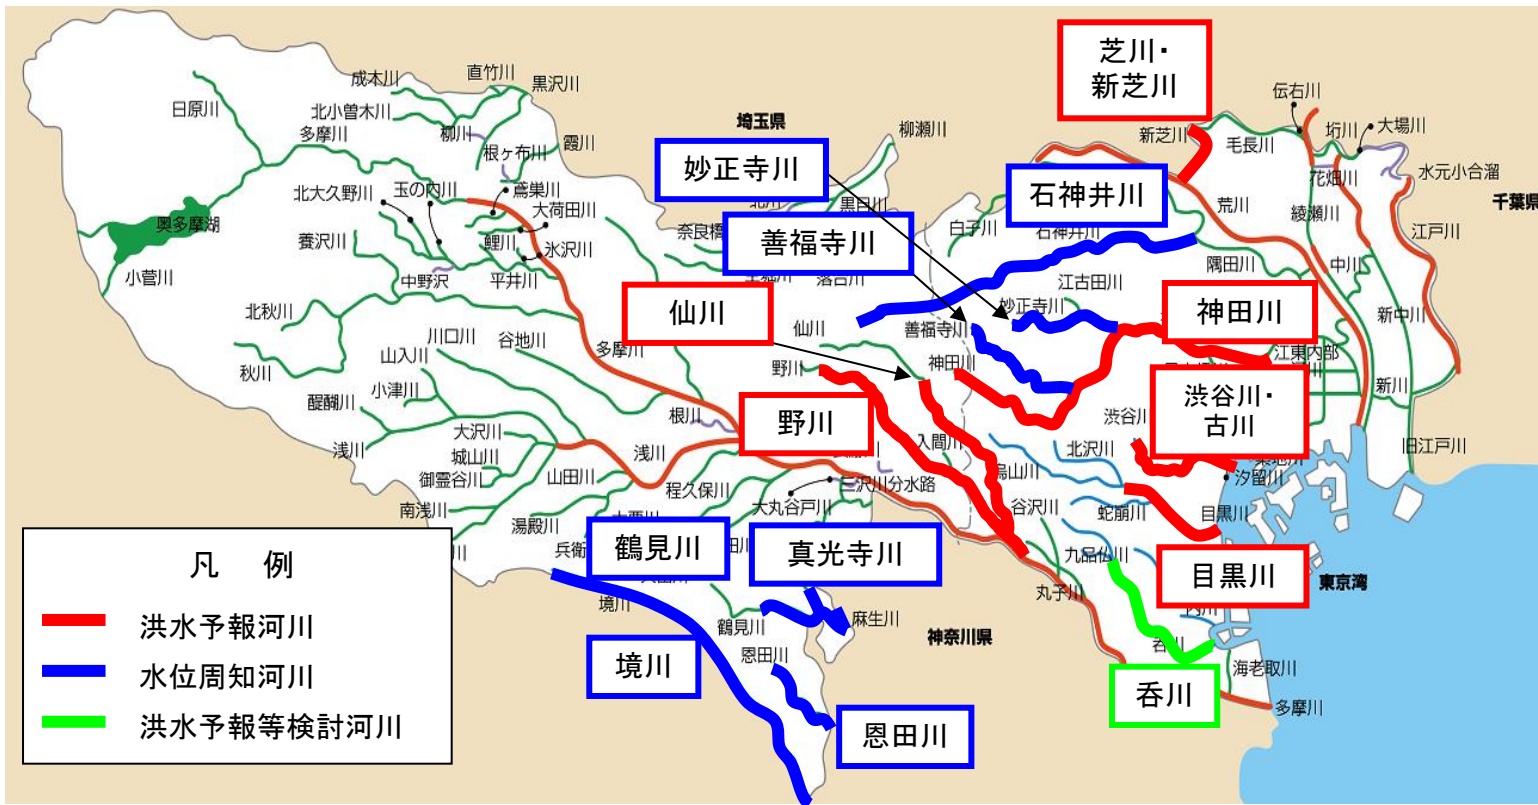 芝川・
新芝川
伝右川
直竹川
成木川
黒沢川
日原川
北小曽木川
多摩川
柳川
霞川
根ヶ布川
埼玉県
柳瀬川
新芝川
毛長川
垳川
大場川
花畑川
水元小合溜
千葉県
妙正寺川
石神井川
北大久野川
玉の内川
鳶巣川
大荷田川
奥多摩湖
養沢川
鯉川
氷沢川
奈良橋
善福寺川
白子川
石神井川
荒川
綾瀬川
江戸川
小菅川
中野沢
平井川
落合川
江古田川
隅田川
中川
北秋川
仙川
仙川
善福寺川
妙正寺川
神田川
新中川
川口川
谷地川
多摩川
山入川
秋川
小津川
野川
神田川
江東内部
醍醐川
根川
野川
渋谷川
渋谷川・
古川
新川
大沢川
浅川
浅川
城山川
御霊谷川
山田川
程久保川
入間川
北沢川
烏山川
旧江戸川
汐留川
三沢川分水路
南浅川
湯殿川
大丸谷戸川
谷沢川
蛇崩川
目黒川
兵衛
鶴見川
真光寺川
九品仏川
目黒川
東京湾
凡 例
洪水予報河川
水位周知河川
洪水予報等検討河川
境川
鶴見川
麻生川
丸子川
内川
神奈川県
境川
恩田川
呑川
呑川
海老取川
恩田川
多摩川